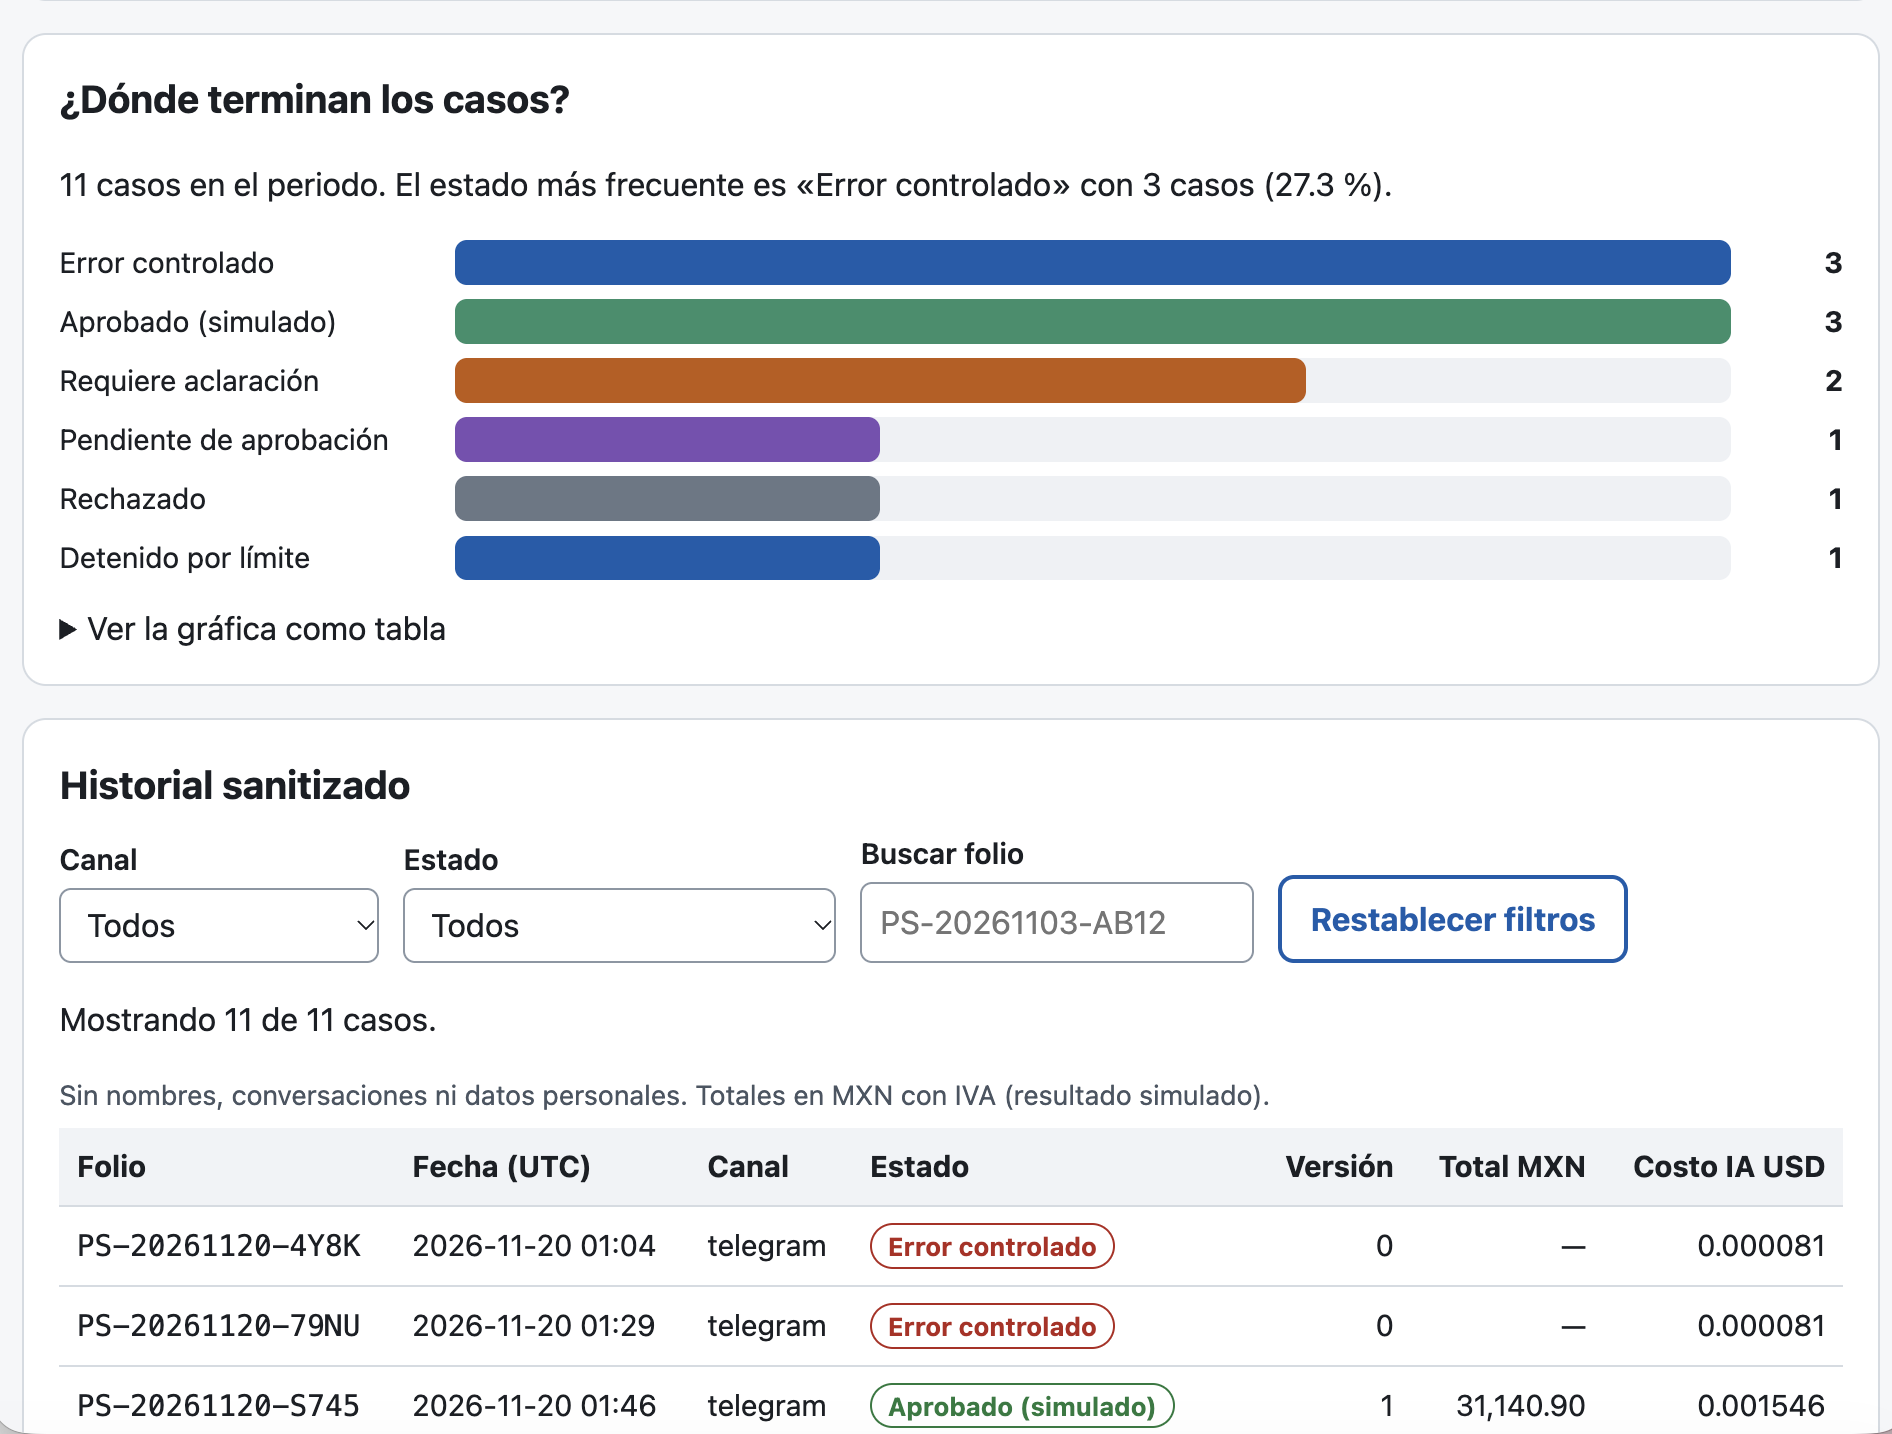 ¿Dónde terminan los casos?
11 casos en el periodo. El estado más frecuente es «Error controlado» con 3 casos (27.3 %).
Error controlado 3
Aprobado (simulado) 3
Requiere aclaración 2
Pendiente de aprobación 1
Rechazado 1
Detenido por límite 1
▶ Ver la gráfica como tabla
Historial sanitizado
Canal Estado Buscar folio
Todos Todos PS-20261103-AB12 Restablecer filtros
Mostrando 11 de 11 casos.
Sin nombres, conversaciones ni datos personales. Totales en MXN con IVA (resultado simulado).
Folio Fecha (UTC) Canal Estado Versión Total MXN Costo IA USD
PS-20261120-4Y8K 2026-11-20 01:04 telegram Error controlado 0 — 0.000081
PS-20261120-79NU 2026-11-20 01:29 telegram Error controlado 0 — 0.000081
PS-20261120-S745 2026-11-20 01:46 telegram Aprobado (simulado) 1 31,140.90 0.001546